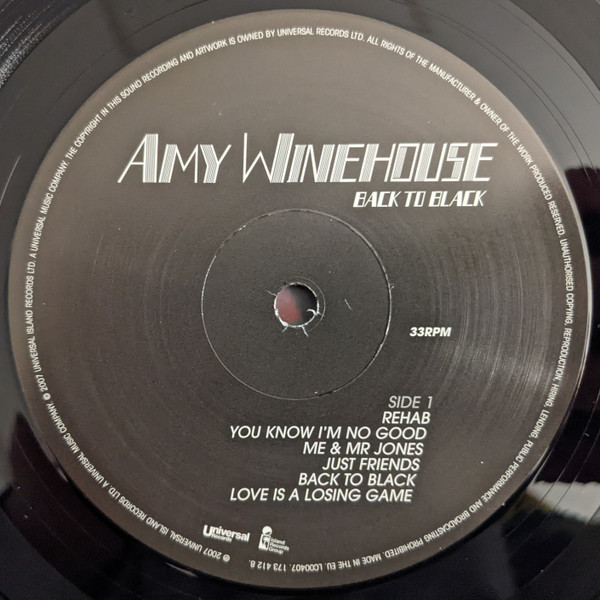 AMY WINEHOUSE
BACK TO BLACK
33RPM
SIDE 1
REHAB
YOU KNOW I'M NO GOOD
ME & MR JONES
JUST FRIENDS
BACK TO BLACK
LOVE IS A LOSING GAME
Universal
Records
Island
Records
Group
℗ 2007 UNIVERSAL ISLAND RECORDS LTD. A UNIVERSAL MUSIC COMPANY. © 2007 UNIVERSAL ISLAND RECORDS LTD. A UNIVERSAL MUSIC COMPANY. THE COPYRIGHT IN THIS SOUND RECORDING AND ARTWORK IS OWNED BY UNIVERSAL RECORDS LTD. ALL RIGHTS OF THE MANUFACTURER & OWNER OF THE WORK PRODUCED RESERVED. UNAUTHORISED COPYING, REPRODUCTION, HIRING, LENDING, PUBLIC PERFORMANCE AND BROADCASTING PROHIBITED. MADE IN THE EU. LC00407. 173 412 8.